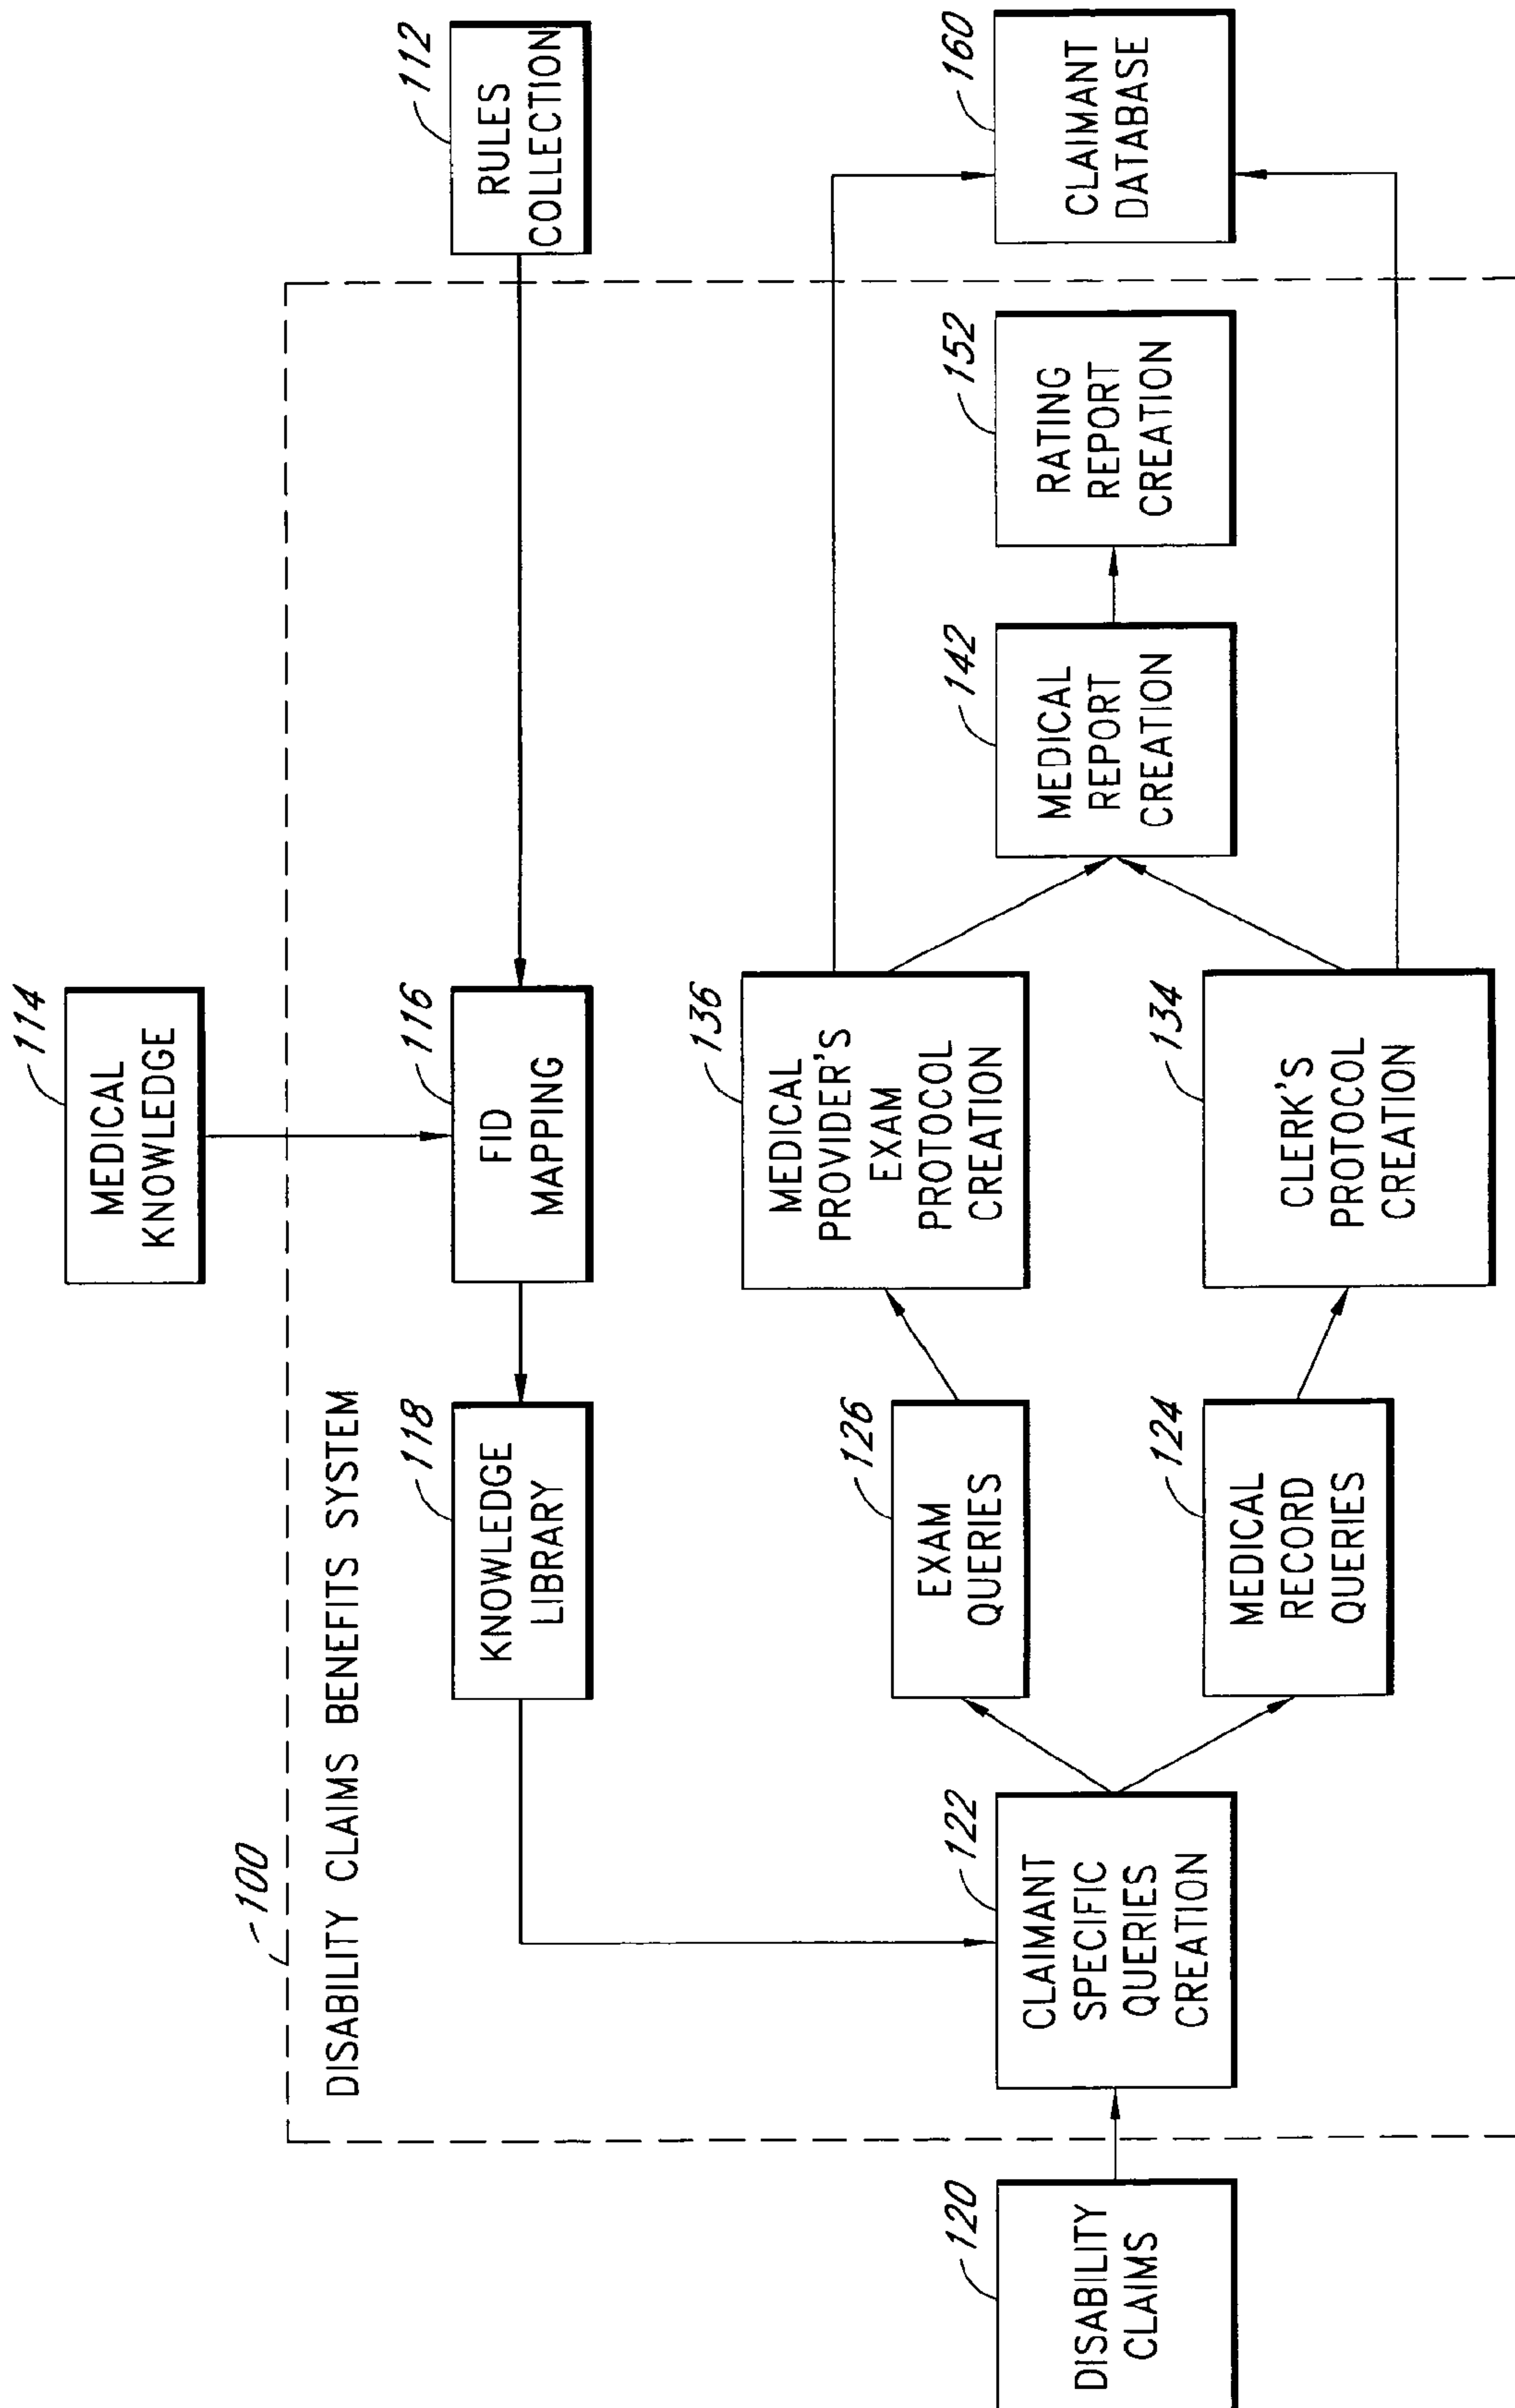 114
MEDICAL
KNOWLEDGE
100
DISABILITY CLAIMS BENEFITS SYSTEM
118
KNOWLEDGE
LIBRARY
116
FID
MAPPING
112
RULES
COLLECTION
120
DISABILITY
CLAIMS
122
CLAIMANT
SPECIFIC
QUERIES
CREATION
126
EXAM
QUERIES
136
MEDICAL
PROVIDER'S
EXAM
PROTOCOL
CREATION
124
MEDICAL
RECORD
QUERIES
134
CLERK'S
PROTOCOL
CREATION
142
MEDICAL
REPORT
CREATION
152
RATING
REPORT
CREATION
160
CLAIMANT
DATABASE